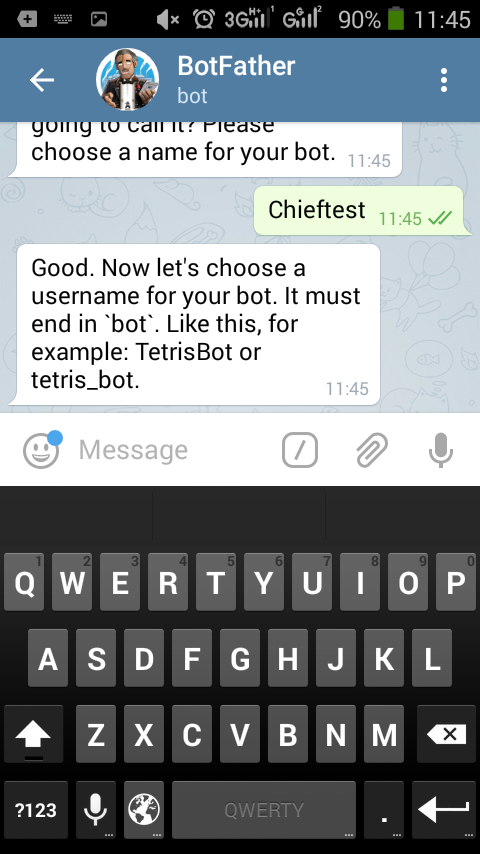 3G H+ 1 G 2 90% 11:45
BotFather
bot
going to call it? Please
choose a name for your bot. 11:45
Chieftest 11:45
Good. Now let's choose a
username for your bot. It must
end in `bot`. Like this, for
example: TetrisBot or
tetris_bot. 11:45
Message
1 2 3 4 5 6 7 8 9 0
Q W E R T Y U I O P
A S D F G H J K L
Z X C V B N M
?123 QWERTY .